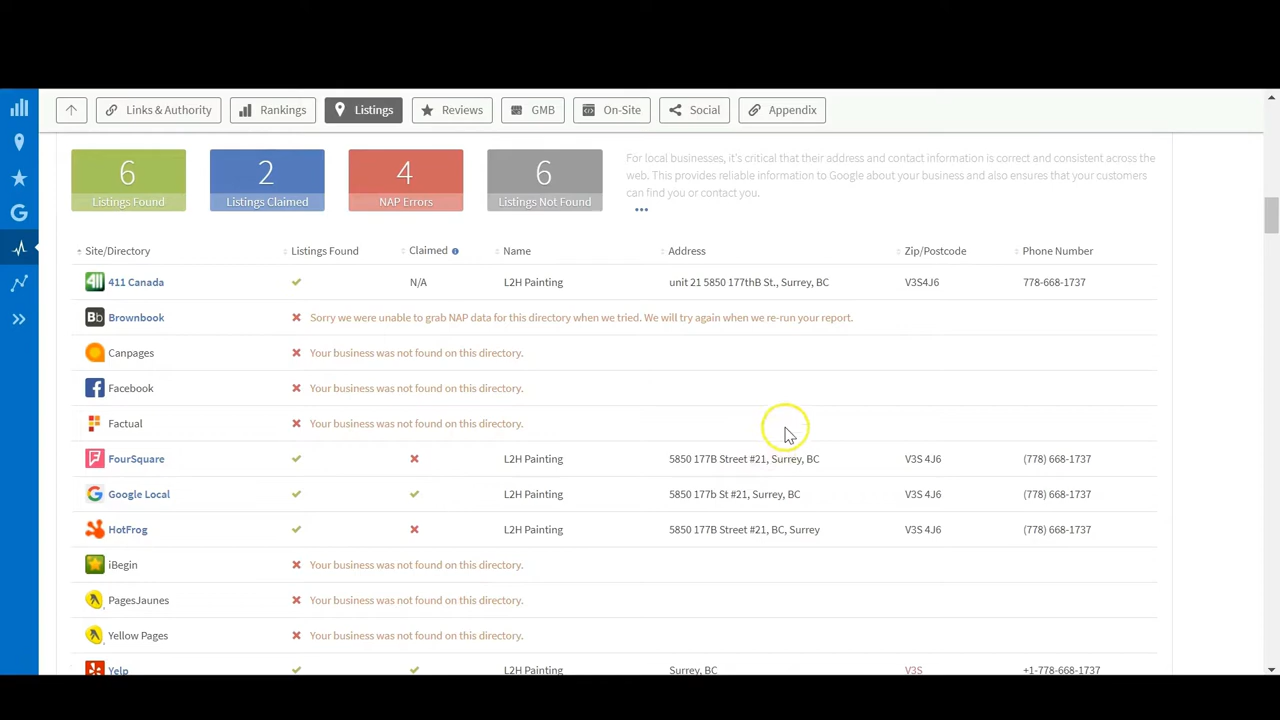 Links & Authority Rankings Listings Reviews GMB On-Site Social Appendix
6 2 4 6
Listings Found Listings Claimed NAP Errors Listings Not Found
For local businesses, it's critical that their address and contact information is correct and consistent across the
web. This provides reliable information to Google about your business and also ensures that your customers
can find you or contact you.
Site/Directory Listings Found Claimed Name Address Zip/Postcode Phone Number
411 Canada N/A L2H Painting unit 21 5850 177thB St., Surrey, BC V3S4J6 778-668-1737
Brownbook Sorry we were unable to grab NAP data for this directory when we tried. We will try again when we re-run your report.
Canpages Your business was not found on this directory.
Facebook Your business was not found on this directory.
Factual Your business was not found on this directory.
FourSquare L2H Painting 5850 177B Street #21, Surrey, BC V3S 4J6 (778) 668-1737
Google Local L2H Painting 5850 177b St #21, Surrey, BC V3S 4J6 (778) 668-1737
HotFrog L2H Painting 5850 177B Street #21, BC, Surrey V3S 4J6 (778) 668-1737
iBegin Your business was not found on this directory.
PagesJaunes Your business was not found on this directory.
Yellow Pages Your business was not found on this directory.
Yelp L2H Painting Surrey, BC V3S +1-778-668-1737